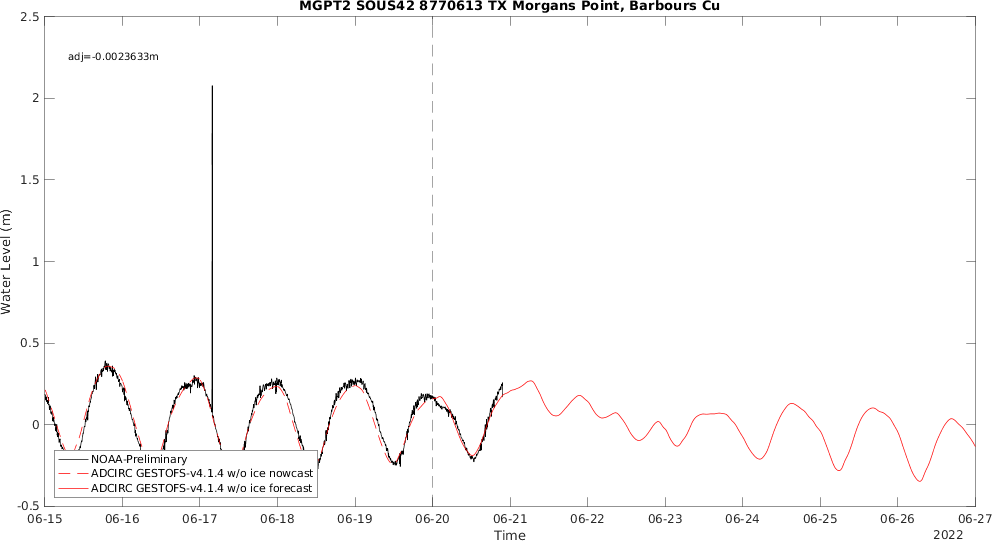 MGPT2 SOUS42 8770613 TX Morgans Point, Barbours Cu
adj=-0.0023633m
Water Level (m)
2.5
2
1.5
1
0.5
0
-0.5
NOAA-Preliminary
ADCIRC GESTOFS-v4.1.4 w/o ice nowcast
ADCIRC GESTOFS-v4.1.4 w/o ice forecast
06-15 06-16 06-17 06-18 06-19 06-20 06-21 06-22 06-23 06-24 06-25 06-26 06-27
Time
2022